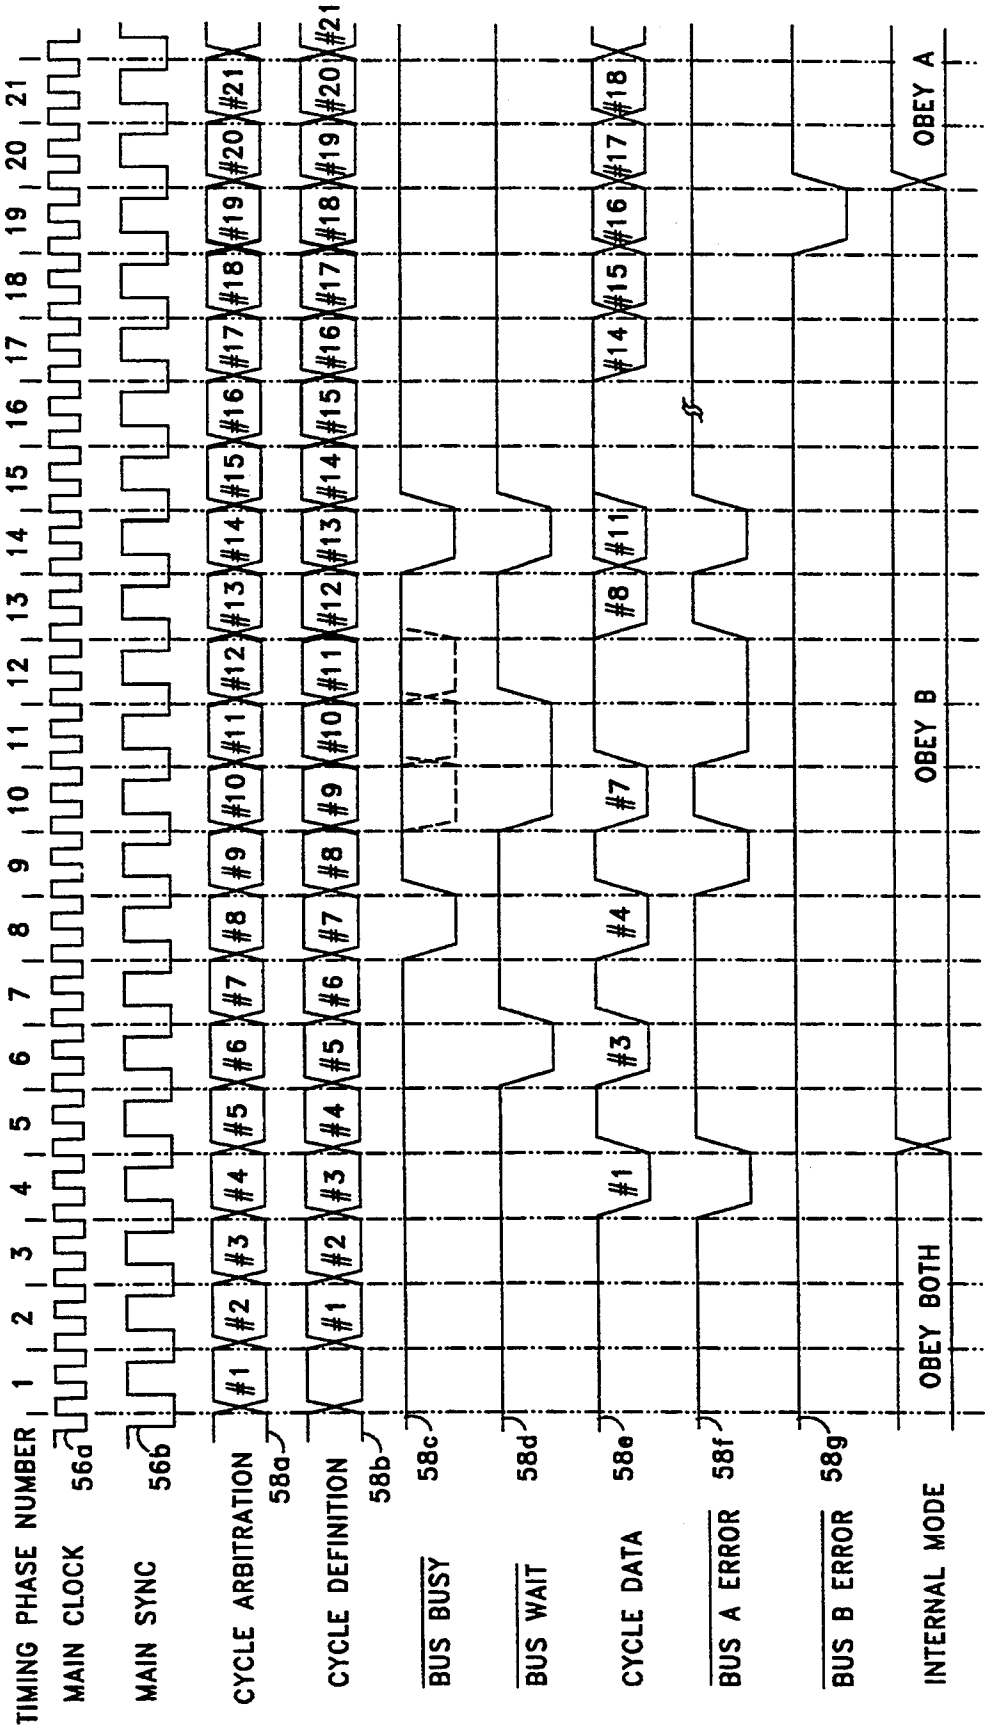 TIMING PHASE NUMBER 1 2 3 4 5 6 7 8 9 10 11 12 13 14 15 16 17 18 19 20 21
MAIN CLOCK 56a
MAIN SYNC 56b
CYCLE ARBITRATION 58a #1 #2 #3 #4 #5 #6 #7 #8 #9 #10 #11 #12 #13 #14 #15 #16 #17 #18 #19 #20 #21
CYCLE DEFINITION 58b #1 #2 #3 #4 #5 #6 #7 #8 #9 #10 #11 #12 #13 #14 #15 #16 #17 #18 #19 #20 #21
BUS BUSY 58c
BUS WAIT 58d
CYCLE DATA 58e #1 #3 #4 #7 #8 #11 #14 #15 #16 #17 #18
BUS A ERROR 58f
BUS B ERROR 58g
INTERNAL MODE OBEY BOTH OBEY B OBEY A